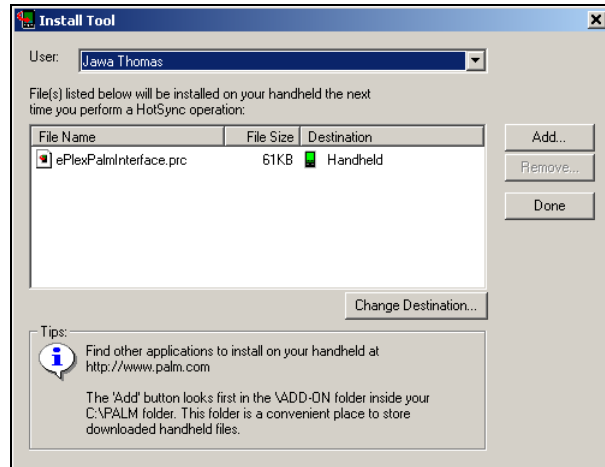 Install Tool
User: Jawa Thomas
File(s) listed below will be installed on your handheld the next
time you perform a HotSync operation:
File Name File Size Destination
ePlexPalmInterface.prc 61KB Handheld
Add...
Remove...
Done
Change Destination...
Tips:
Find other applications to install on your handheld at
http://www.palm.com
The 'Add' button looks first in the \ADD-ON folder inside your
C:\PALM folder. This folder is a convenient place to store
downloaded handheld files.